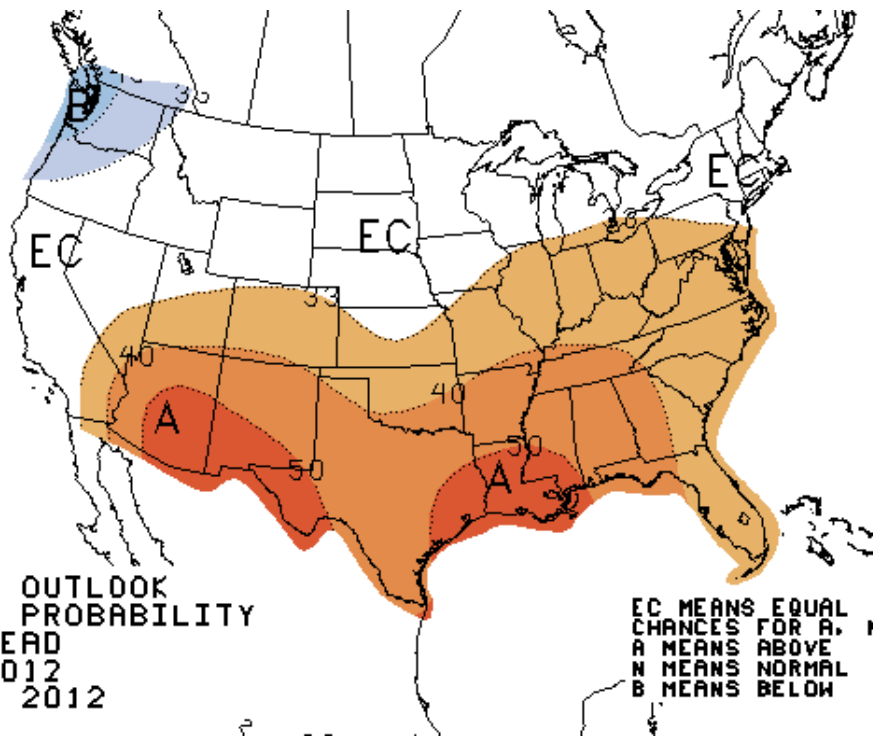 33
B
EC
EC
EC
33
40
40
A
50
A
50
OUTLOOK
PROBABILITY
EAD
012
2012
EC MEANS EQUAL
CHANCES FOR A,
A MEANS ABOVE
N MEANS NORMAL
B MEANS BELOW